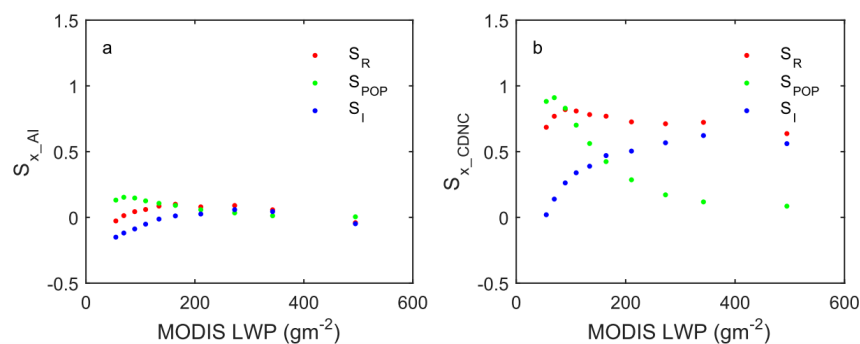 a
S_R
S_POP
S_I
1.5
1
0.5
0
-0.5
S_x_AI
0 200 400 600
MODIS LWP (gm⁻²)
b
S_R
S_POP
S_I
1.5
1
0.5
0
-0.5
S_x_CDNC
0 200 400 600
MODIS LWP (gm⁻²)